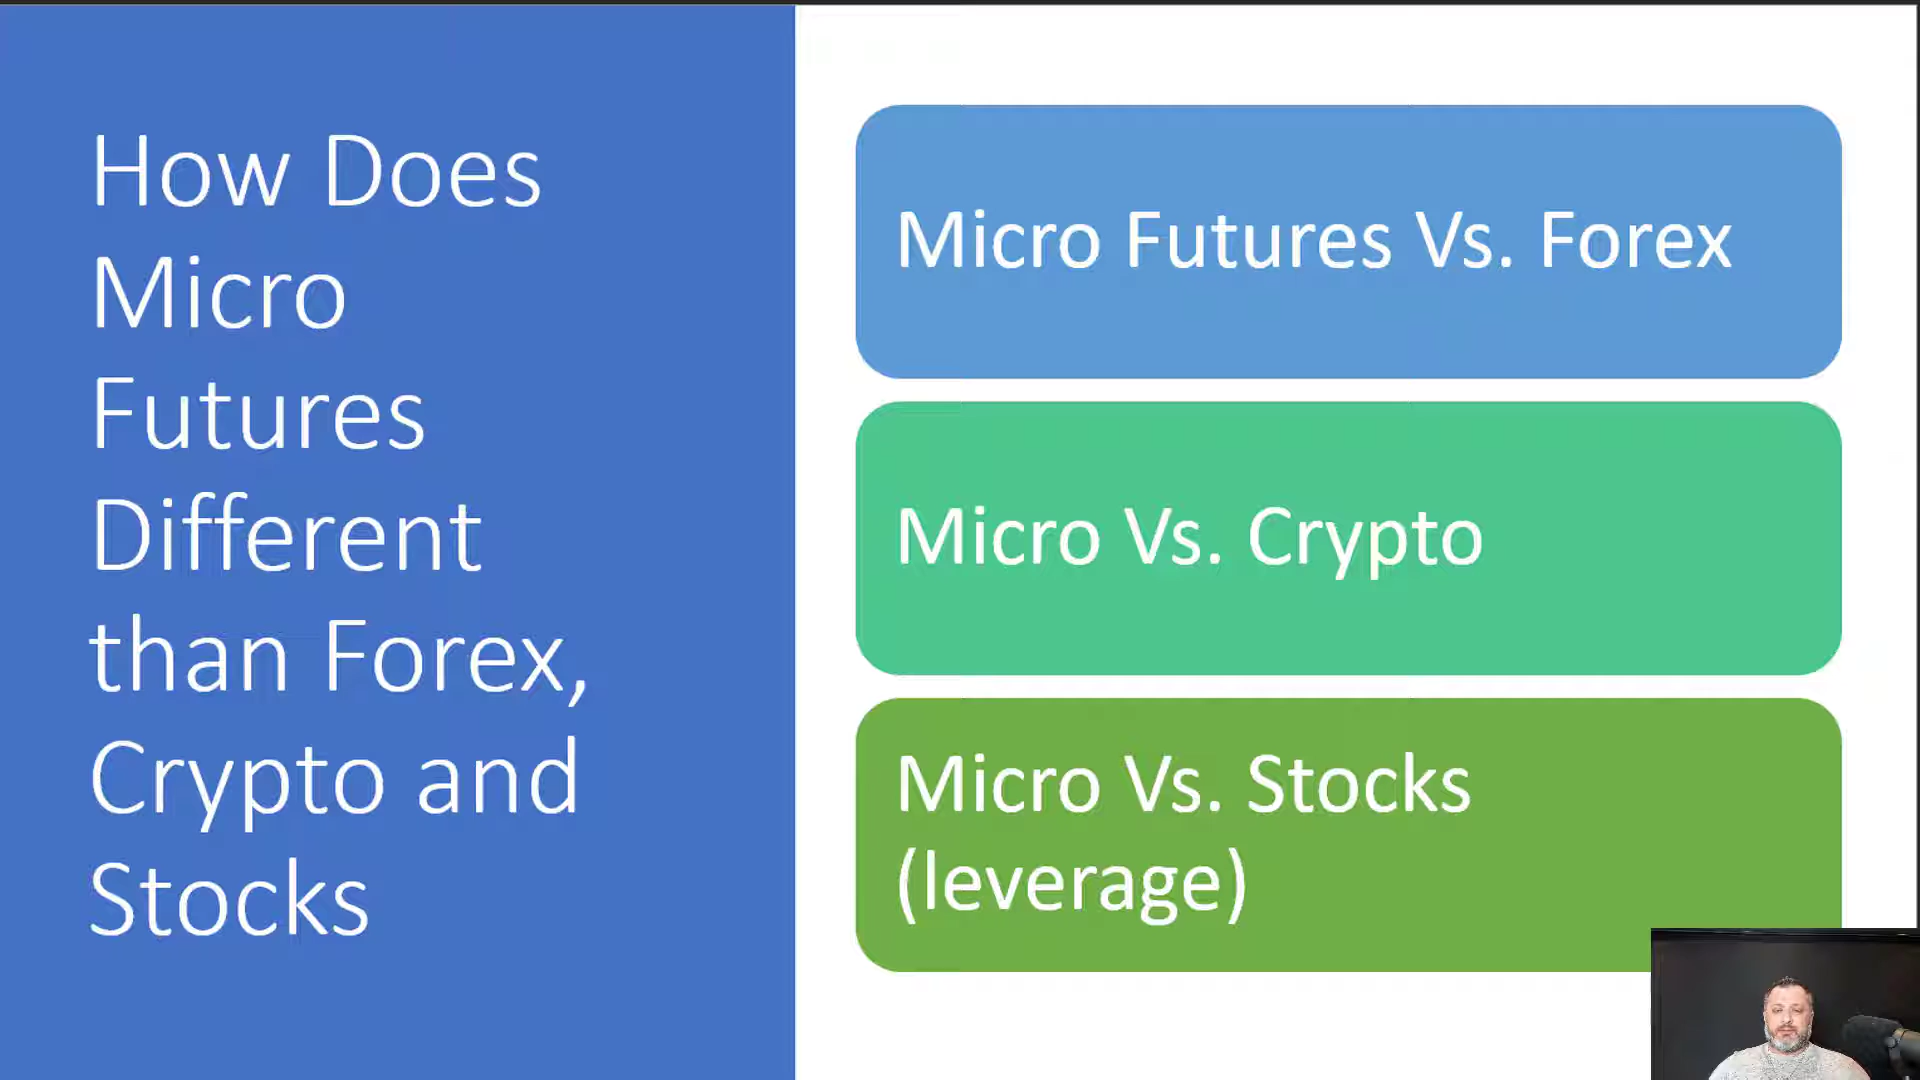 How Does
Micro
Futures
Different
than Forex,
Crypto and
Stocks
Micro Futures Vs. Forex
Micro Vs. Crypto
Micro Vs. Stocks
(leverage)